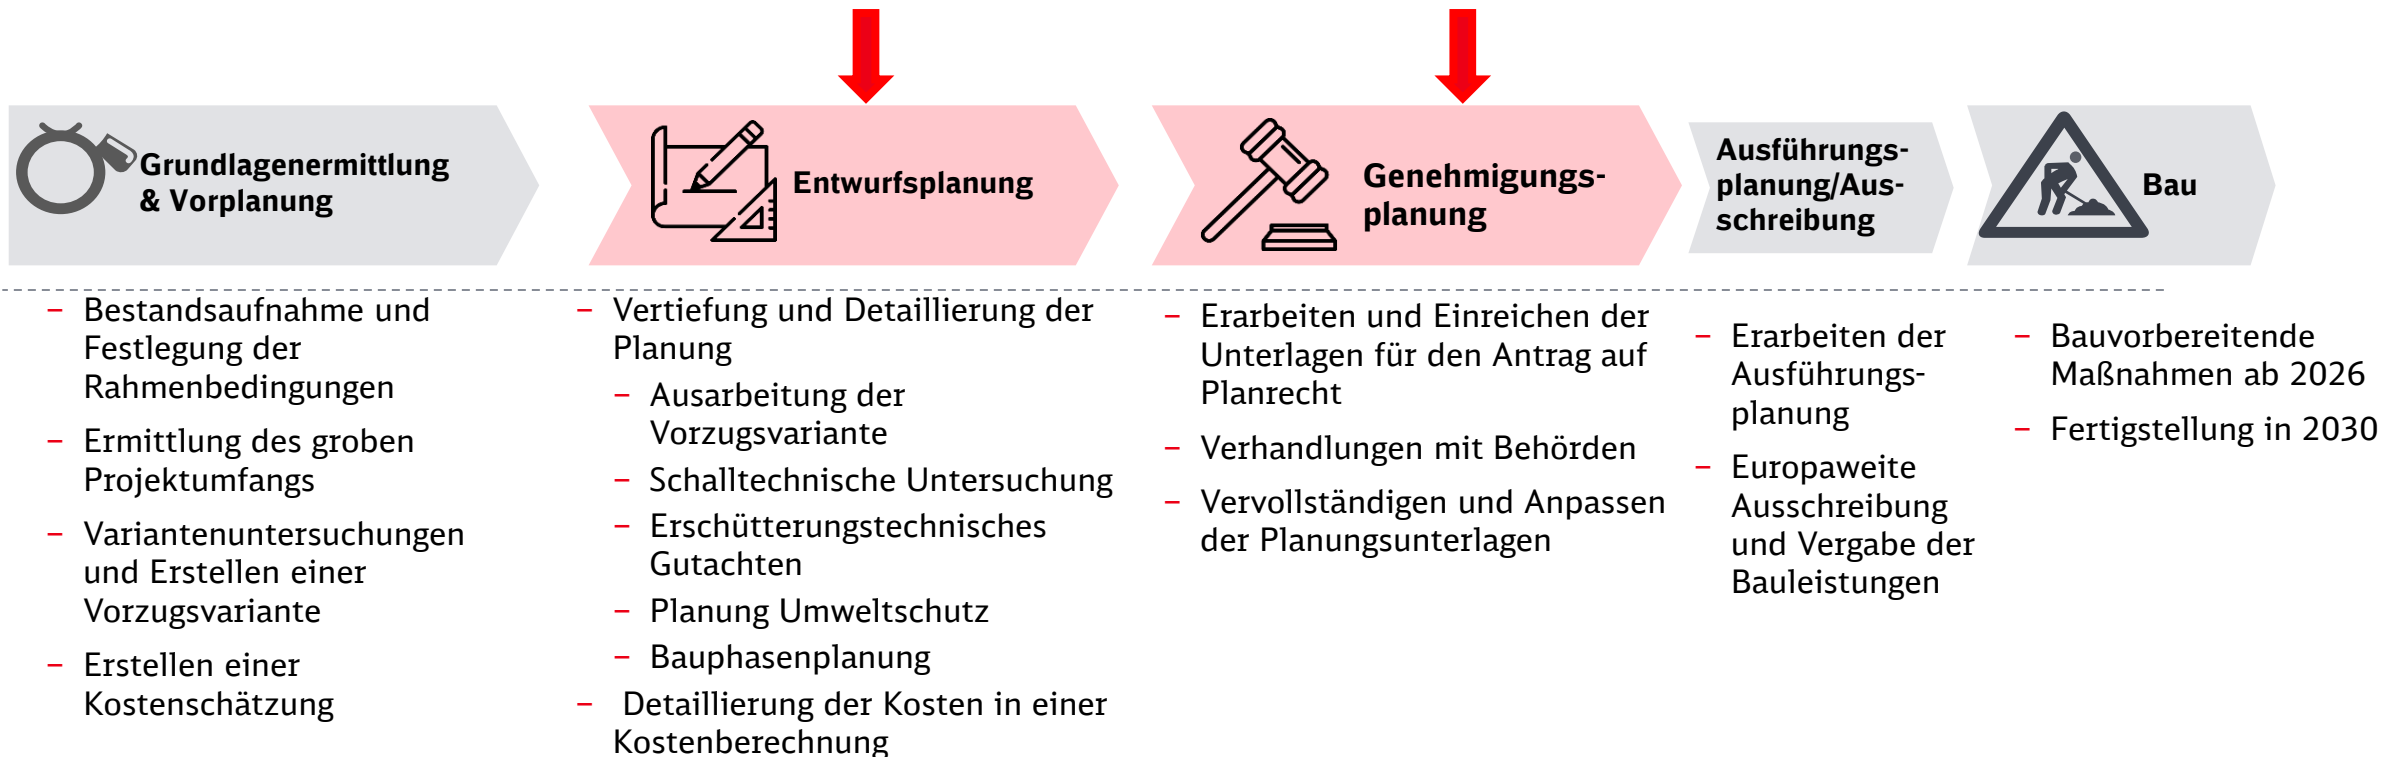 Grundlagenermittlung
& Vorplanung
Entwurfsplanung
Genehmigungs-
planung
Ausführungs-
planung/Aus-
schreibung
Bau
– Bestandsaufnahme und
Festlegung der
Rahmenbedingungen
– Ermittlung des groben
Projektumfangs
– Variantenuntersuchungen
und Erstellen einer
Vorzugsvariante
– Erstellen einer
Kostenschätzung
– Vertiefung und Detaillierung der
Planung
– Ausarbeitung der
Vorzugsvariante
– Schalltechnische Untersuchung
– Erschütterungstechnisches
Gutachten
– Planung Umweltschutz
– Bauphasenplanung
– Detaillierung der Kosten in einer
Kostenberechnung
– Erarbeiten und Einreichen der
Unterlagen für den Antrag auf
Planrecht
– Verhandlungen mit Behörden
– Vervollständigen und Anpassen
der Planungsunterlagen
– Erarbeiten der
Ausführungs-
planung
– Europaweite
Ausschreibung
und Vergabe der
Bauleistungen
– Bauvorbereitende
Maßnahmen ab 2026
– Fertigstellung in 2030